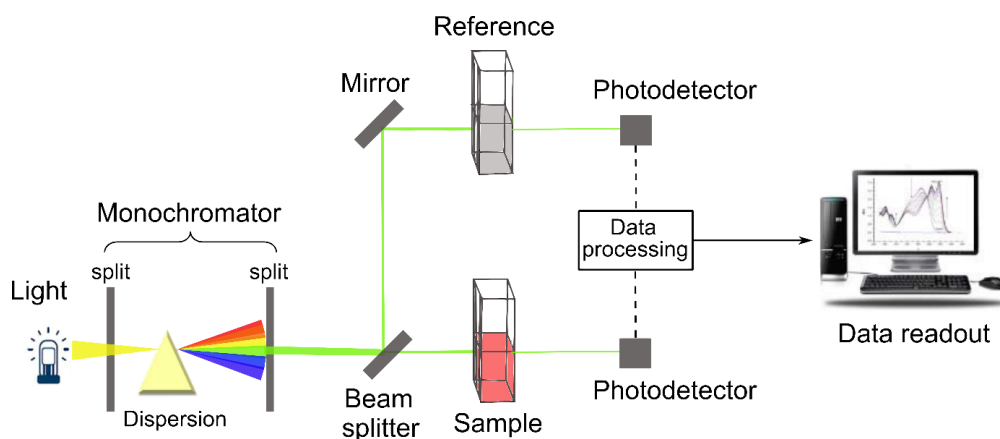 Reference
Mirror
Photodetector
Monochromator
split
split
Light
Data
processing
Data readout
Dispersion
Beam
splitter
Sample
Photodetector